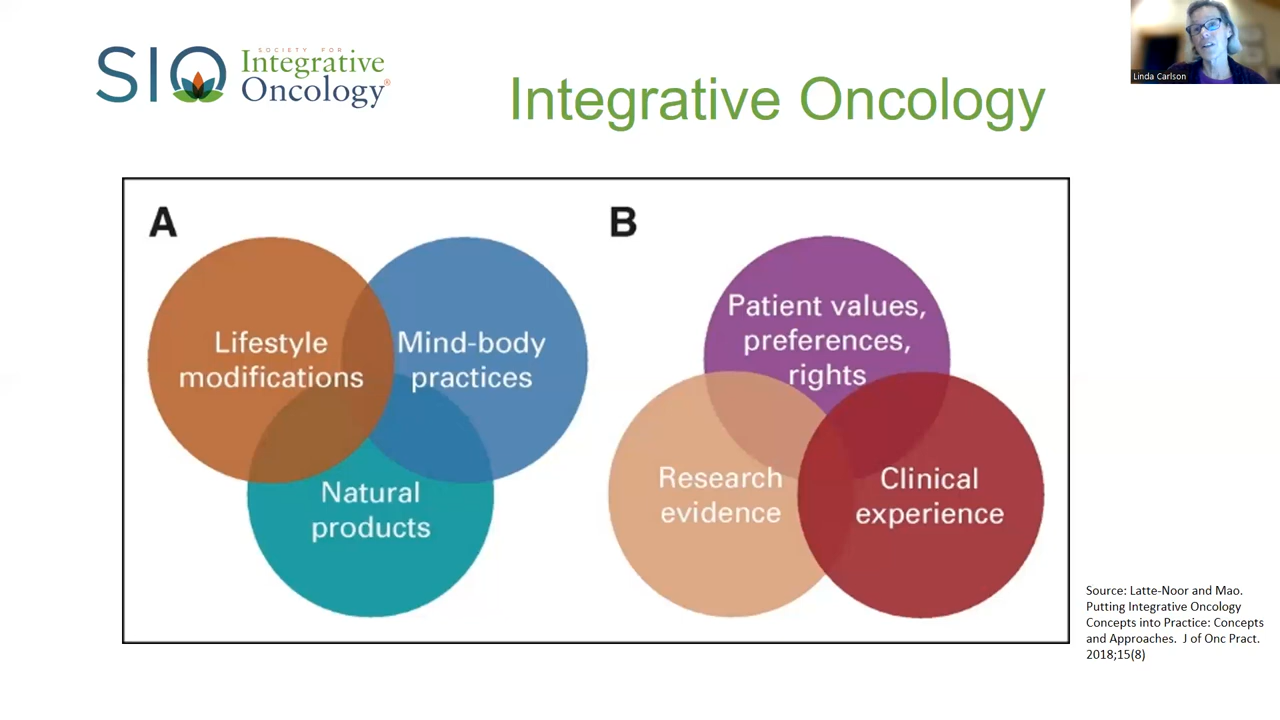 SIO
SOCIETY FOR
Integrative
Oncology®
Integrative Oncology
Linda Carlson
A
Lifestyle
modifications
Mind-body
practices
Natural
products
B
Patient values,
preferences,
rights
Research
evidence
Clinical
experience
Source: Latte-Noor and Mao.
Putting Integrative Oncology
Concepts into Practice: Concepts
and Approaches. J of Onc Pract.
2018;15(8)